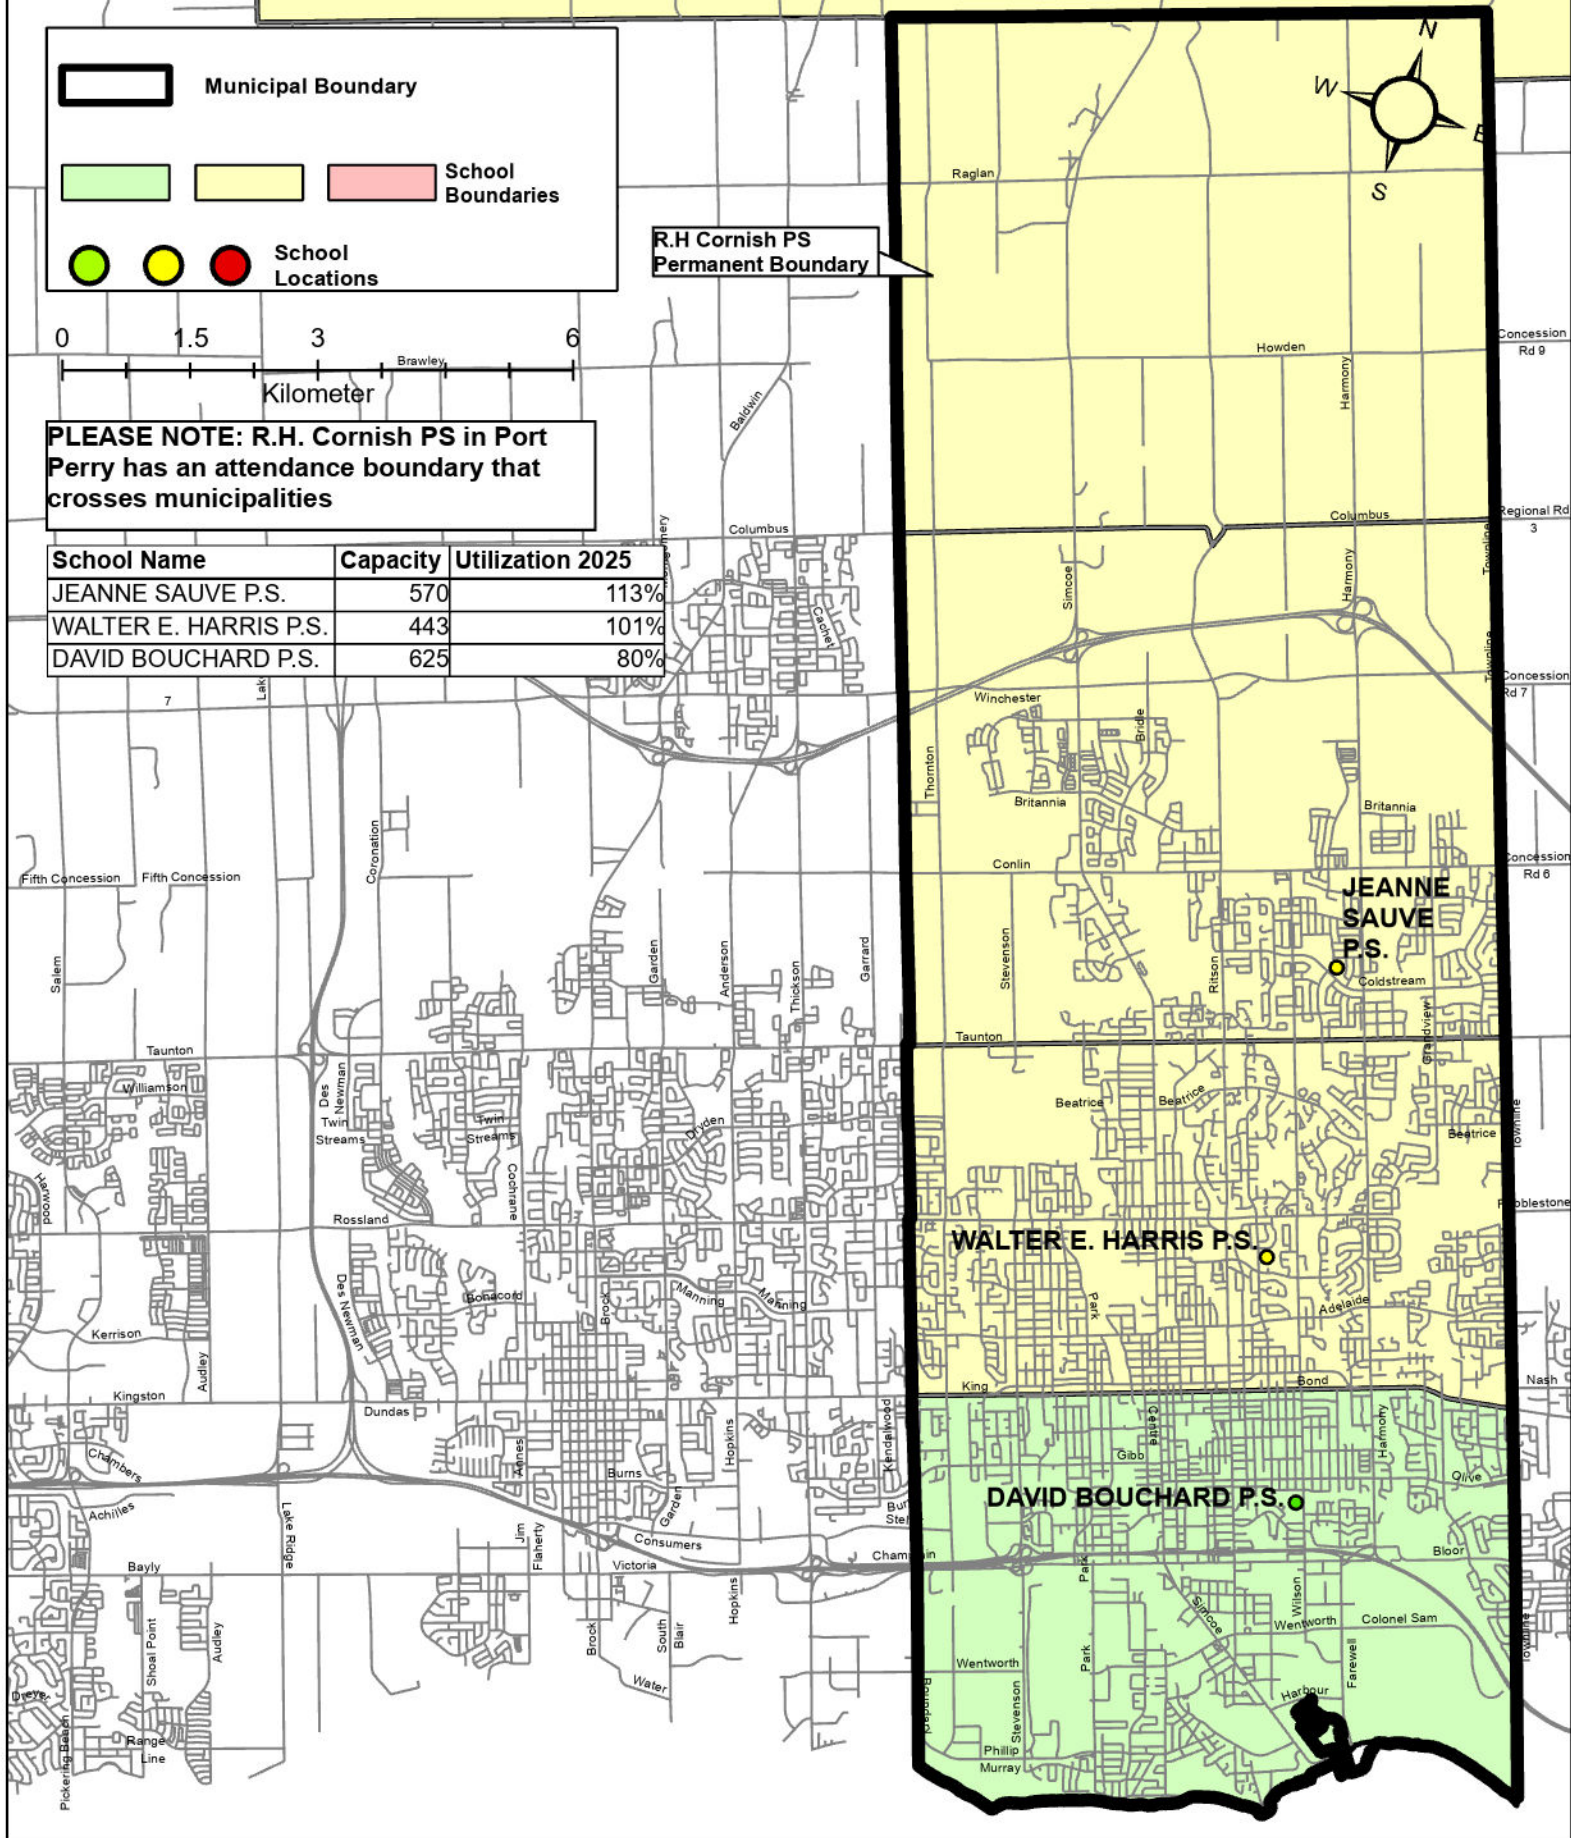 Municipal Boundary
School
Boundaries
School
Locations
N
W
E
S
Raglan
R.H Cornish PS
Permanent Boundary
0 1.5 3 6
Kilometer
Brawley
Baldwin
Howden
Harmony
Concession
Rd 9
PLEASE NOTE: R.H. Cornish PS in Port
Perry has an attendance boundary that
crosses municipalities
Columbus
Columbus
Regional Rd
3
School Name Capacity Utilization 2025
JEANNE SAUVE P.S. 570 113%
WALTER E. HARRIS P.S. 443 101%
DAVID BOUCHARD P.S. 625 80%
Cachet
Simcoe
Harmony
Townline
Townline
7
Winchester
Concession
Rd 7
Bridle
Thornton
Britannia
Britannia
Coronation
Conlin
Concession
Rd 6
Fifth Concession
Fifth Concession
JEANNE
SAUVE
P.S.
Salem
Garden
Anderson
Thickson
Garrard
Stevenson
Ritson
Coldstream
Grandview
Taunton
Taunton
Williamson
Des
Newman
Twin
Streams
Twin
Streams
Dryden
Beatrice
Beatrice
Beatrice
Townline
Harwood
Cochrane
Rossland
WALTER E. HARRIS P.S.
Des Newman
Bonacord
Brock
Manning
Manning
Park
Adelaide
Kerrison
Audley
Kingston
Dundas
King
Bond
Nash
Chambers
Annes
Hopkins
Kendalwood
Centre
Gibb
Harmony
Burns
Olive
Garden
DAVID BOUCHARD P.S.
Achilles
Lake Ridge
Jim
Flaherty
Consumers
Victoria
Bloor
Bayly
Park
Hopkins
Wilson
Simcoe
Wentworth
Colonel Sam
Shoal Point
Audley
Brock
South
Blair
Park
Farewell
Townline
Wentworth
Stevenson
Water
Harbour
Dreyer
Pickering Beach
Range
Line
Phillip
Murray